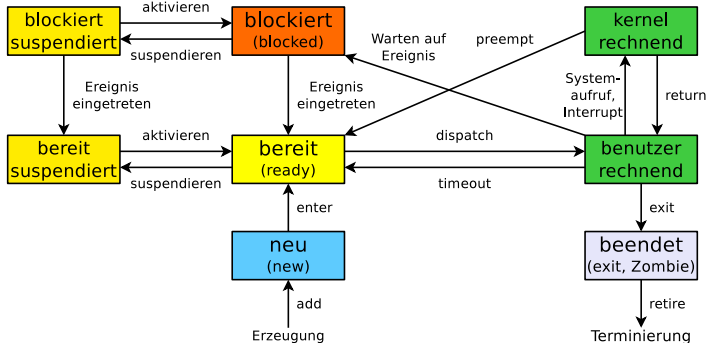 blockiert
suspendiert
aktivieren
suspendieren
blockiert
(blocked)
Warten auf
Ereignis
preempt
kernel
rechnend
Ereignis
eingetreten
Ereignis
eingetreten
System-
aufruf,
Interrupt
return
bereit
suspendiert
aktivieren
suspendieren
bereit
(ready)
dispatch
timeout
benutzer
rechnend
enter
exit
neu
(new)
beendet
(exit, Zombie)
add
retire
Erzeugung
Terminierung